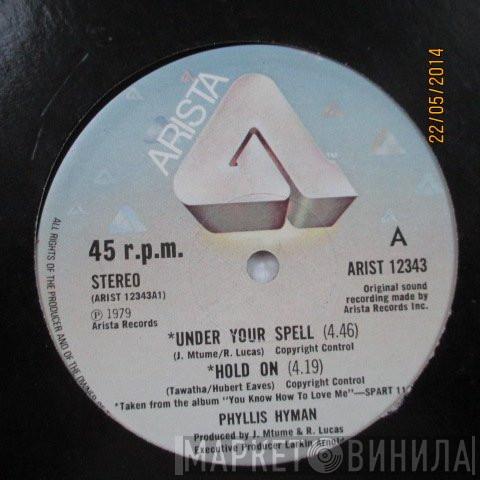 ARISTA
TM
45 r.p.m.
STEREO
(ARIST 12343A1)
℗ 1979
Arista Records
A
ARIST 12343
Original sound
recording made by
Arista Records Inc.
*UNDER YOUR SPELL (4.46)
(J. Mtume/R. Lucas) Copyright Control
*HOLD ON (4.19)
(Tawatha/Hubert Eaves) Copyright Control
*Taken from the album "You Know How To Love Me"—SPART
PHYLLIS HYMAN
Produced by J. Mtume & R. Lucas
Executive Producer Larkin
ALL RIGHTS OF THE PRODUCER AND OF THE OWNER
22/05/2014
МАРКЕТ ВИНИЛА